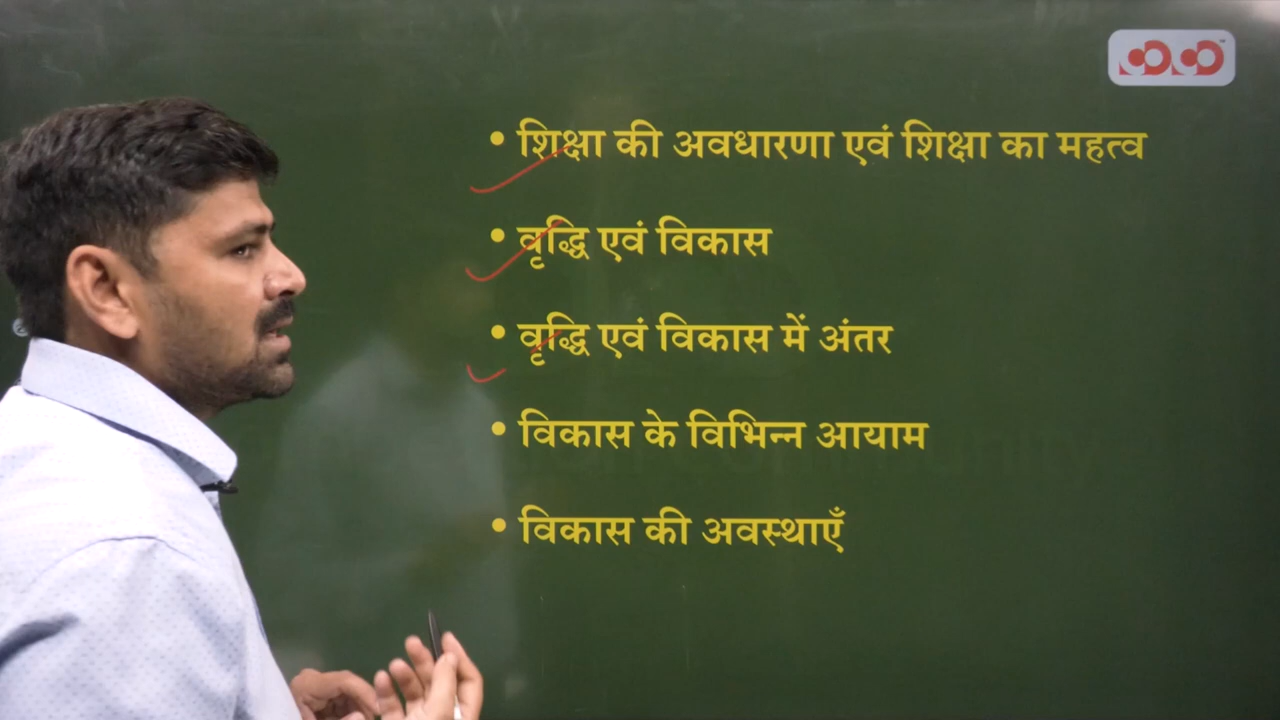 • शिक्षा की अवधारणा एवं शिक्षा का महत्व
• वृद्धि एवं विकास
• वृद्धि एवं विकास में अंतर
• विकास के विभिन्न आयाम
• विकास की अवस्थाएँ